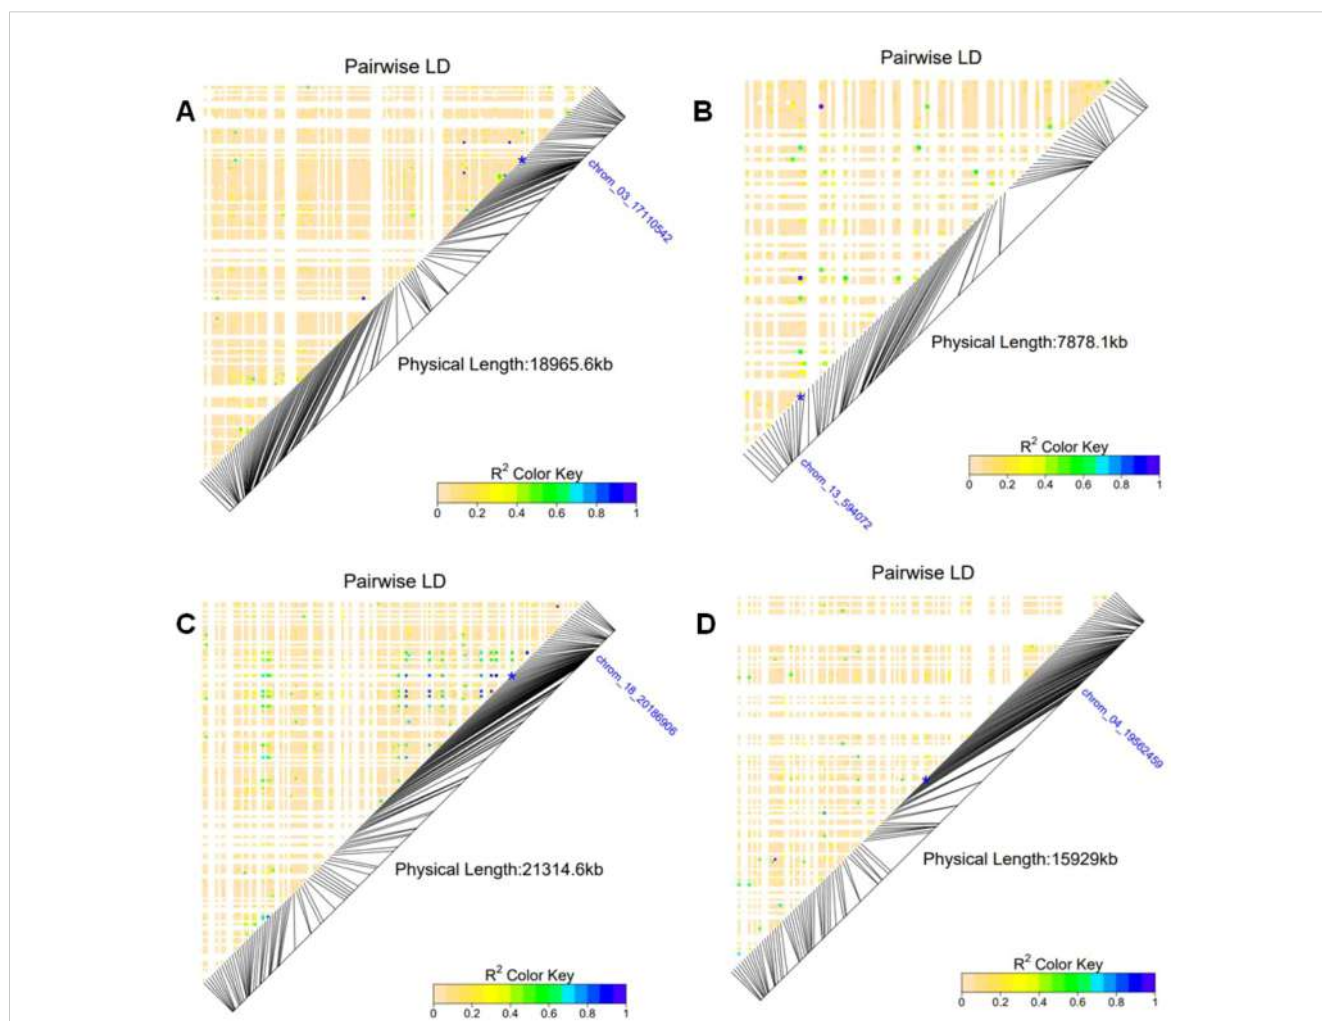 A
Pairwise LD
chrom_03_17110542
Physical Length:18965.6kb
R2 Color Key
0 0.2 0.4 0.6 0.8 1
B
Pairwise LD
Physical Length:7878.1kb
R2 Color Key
0 0.2 0.4 0.6 0.8 1
chrom_13_594072
C
Pairwise LD
chrom_18_20186906
Physical Length:21314.6kb
R2 Color Key
0 0.2 0.4 0.6 0.8 1
D
Pairwise LD
chrom_04_19562459
Physical Length:15929kb
R2 Color Key
0 0.2 0.4 0.6 0.8 1